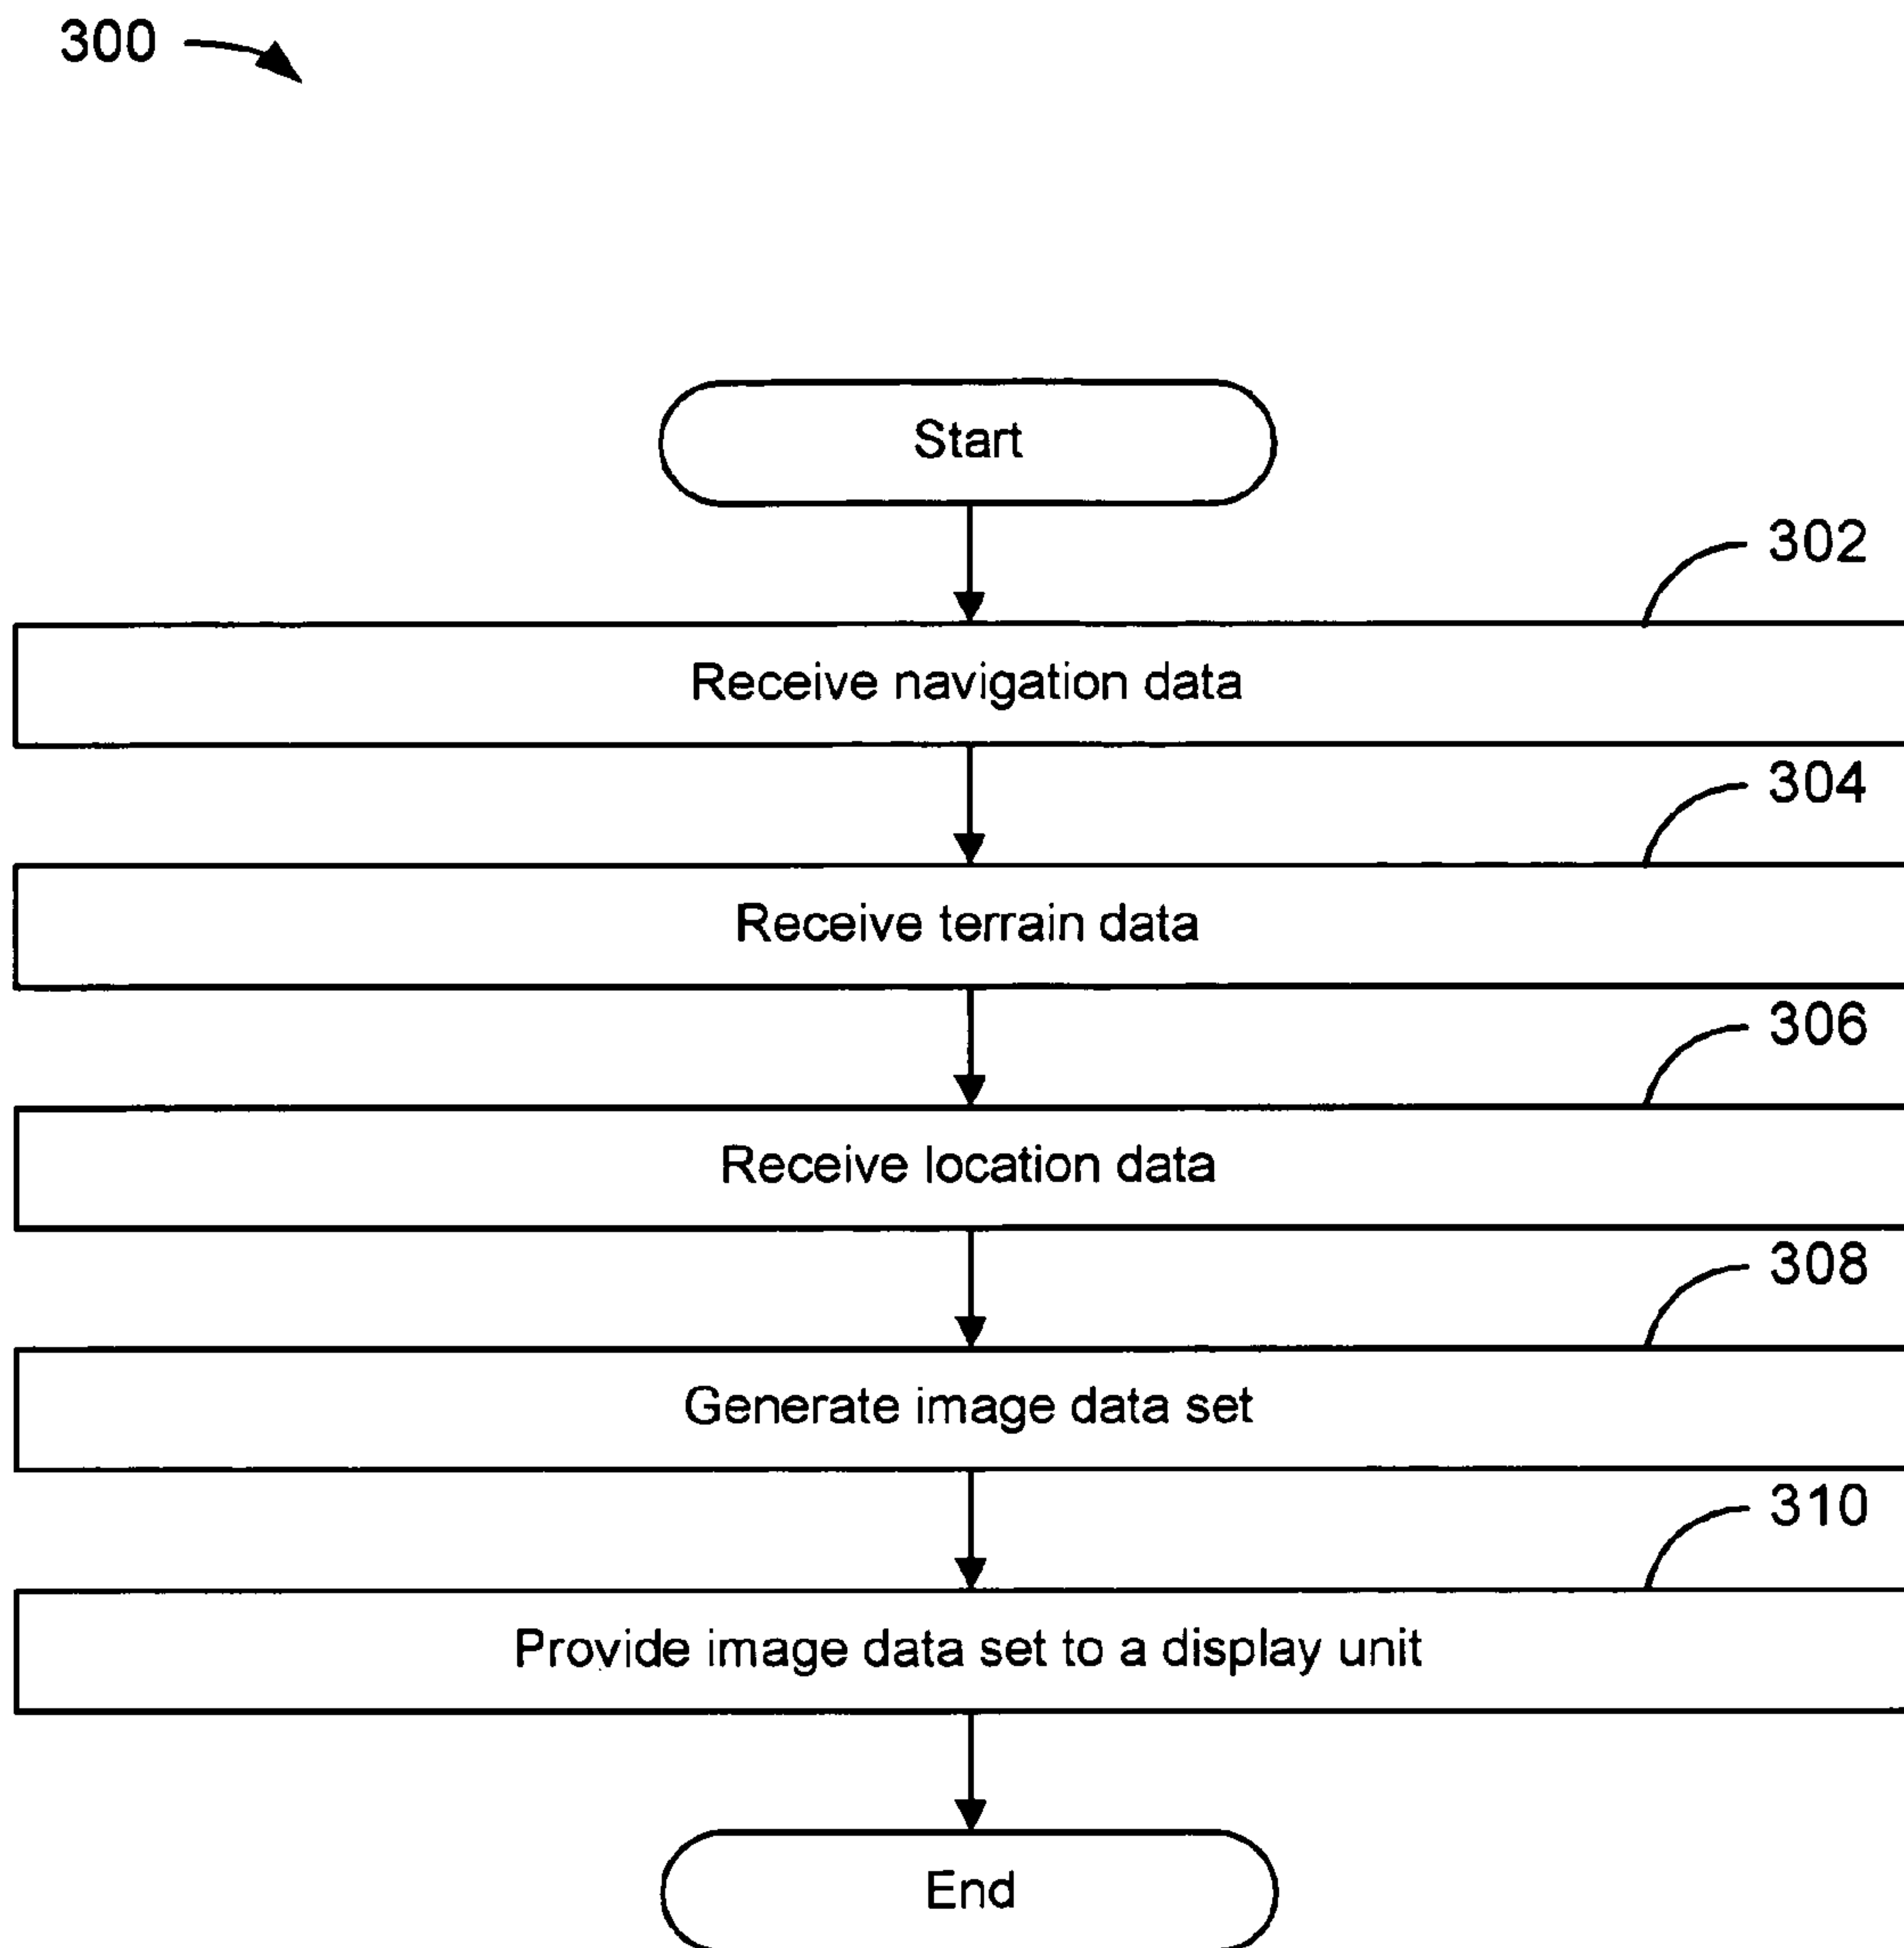 300
Start
302
Receive navigation data
304
Receive terrain data
306
Receive location data
308
Generate image data set
310
Provide image data set to a display unit
End